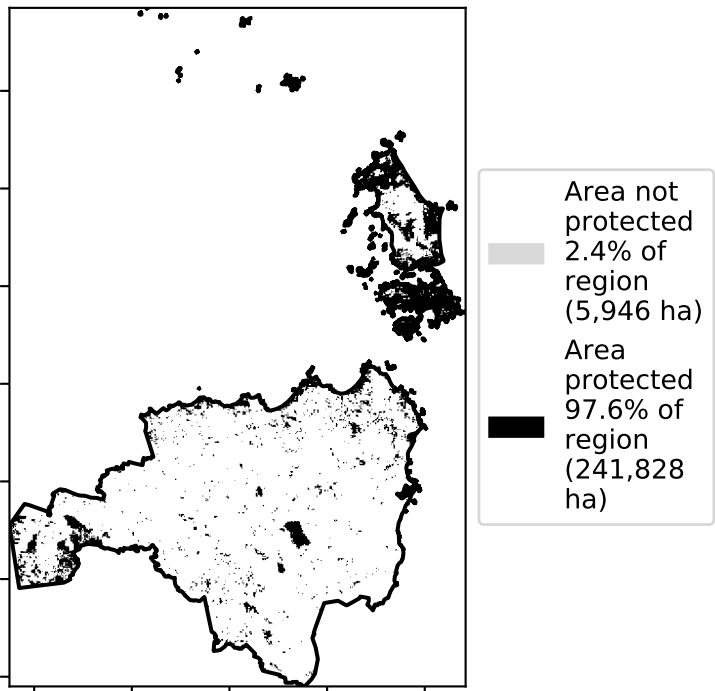 Area not
protected
2.4% of
region
(5,946 ha)
Area
protected
97.6% of
region
(241,828
ha)